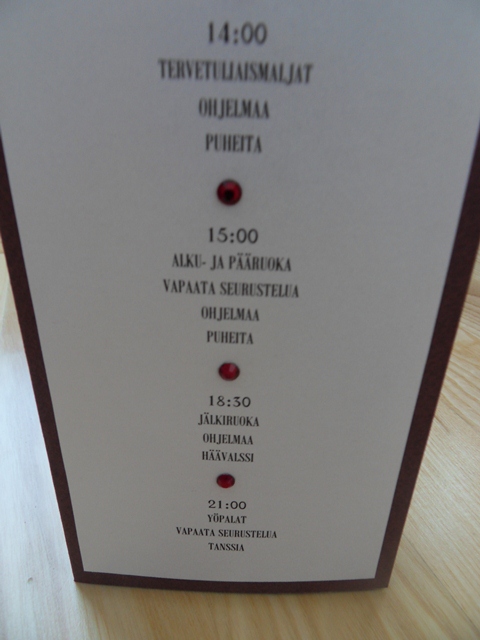 14:00
TERVETULIAISMALJAT
OHJELMAA
PUHEITA
15:00
ALKU- JA PÄÄRUOKA
VAPAATA SEURUSTELUA
OHJELMAA
PUHEITA
18:30
JÄLKIRUOKA
OHJELMAA
HÄÄVALSSI
21:00
YÖPALAT
VAPAATA SEURUSTELUA
TANSSIA